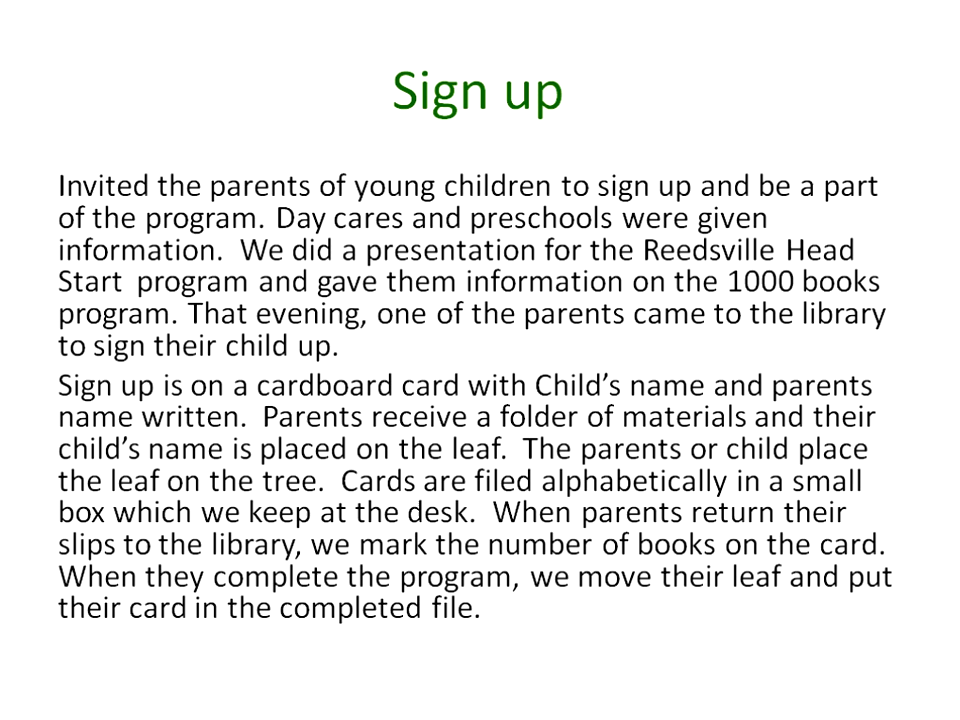 Sign up
Invited the parents of young children to sign up and be a part
of the program. Day cares and preschools were given
information.  We did a presentation for the Reedsville Head
Start  program and gave them information on the 1000 books
program. That evening, one of the parents came to the library
to sign their child up.
Sign up is on a cardboard card with Child’s name and parents
name written.  Parents receive a folder of materials and their
child’s name is placed on the leaf.  The parents or child place
the leaf on the tree.  Cards are filed alphabetically in a small
box which we keep at the desk.  When parents return their
slips to the library, we mark the number of books on the card.
When they complete the program, we move their leaf and put
their card in the completed file.